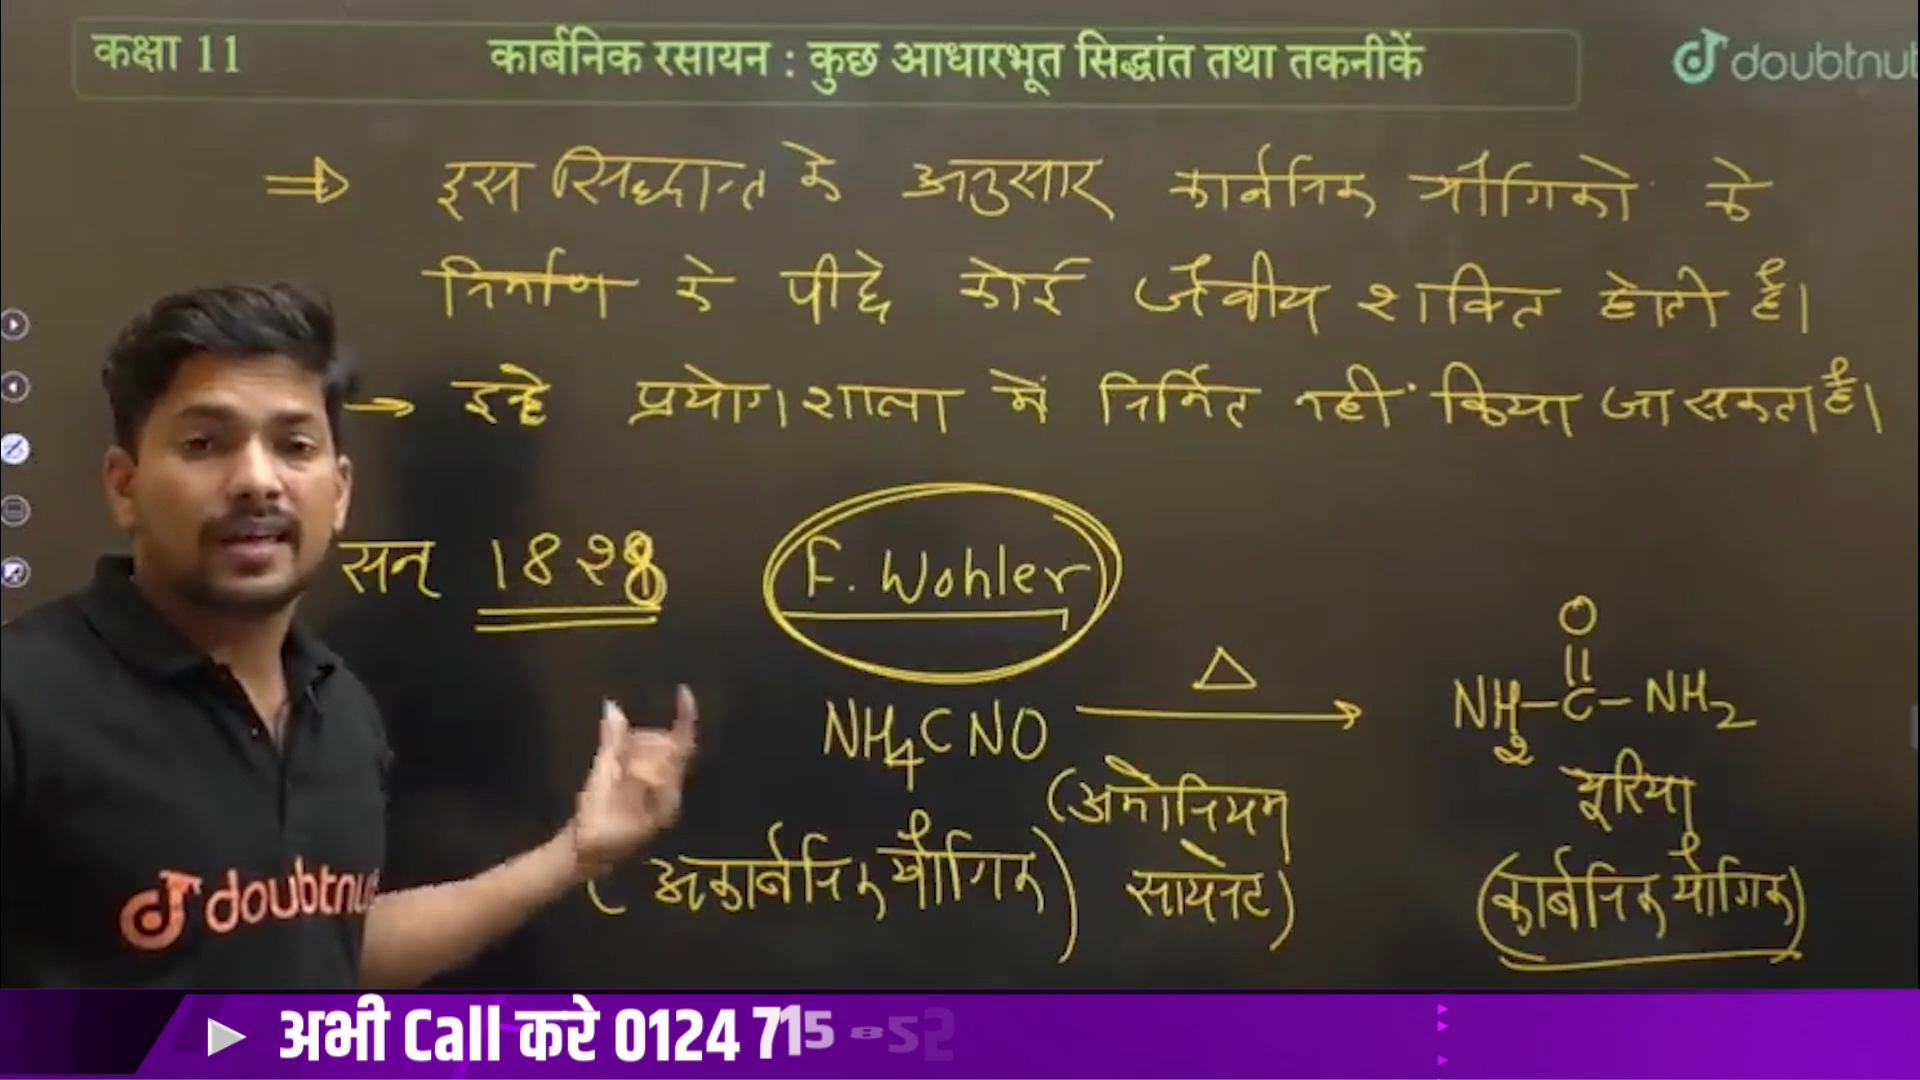 कक्षा 11
कार्बनिक रसायन : कुछ आधारभूत सिद्धांत तथा तकनीकें
doubtnut
⇒ इस सिद्धान्त के अनुसार कार्बनिक यौगिकों के
निर्माण के पीछे कोई जैवीय शक्ति होती है।
→ इन्हें प्रयोगशाला में निर्मित नहीं किया जा सकता है।
सन् 1828
F. Wohler
Δ
O
||
NH4CNO → NH2–C–NH2
(अमोनियम
सायनेट)
यूरिया
(अकार्बनिक यौगिक)
(कार्बनिक यौगिक)
doubtnut
अभी Call करे 0124 715